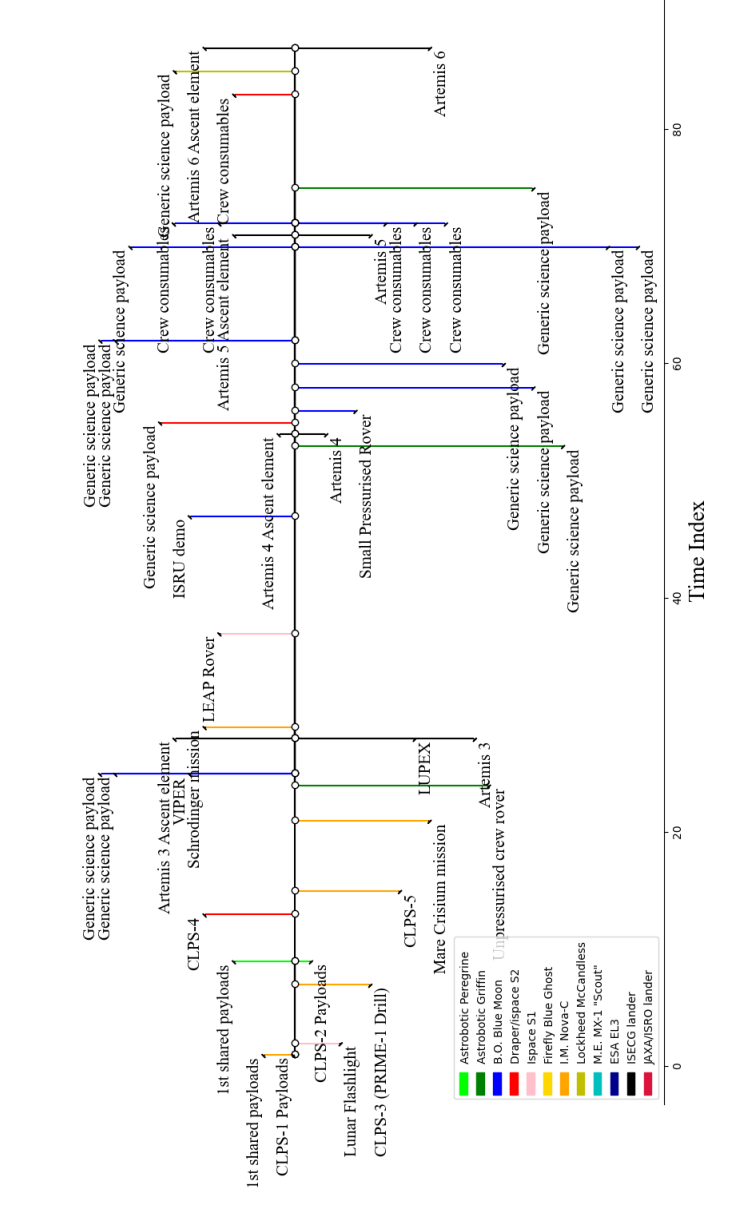 1st shared payloads
CLPS-1 Payloads
CLPS-2 Payloads
Lunar Flashlight
CLPS-3 (PRIME-1 Drill)
1st shared payloads
CLPS-4
CLPS-5
Mare Crisium mission
Unpressurised crew rover
Generic science payload
Generic science payload
VIPER
Schrodinger mission
Artemis 3 Ascent element
LUPEX
Artemis 3
LEAP Rover
ISRU demo
Generic science payload
Artemis 4 Ascent element
Artemis 4
Small Pressurised Rover
Generic science payload
Generic science payload
Generic science payload
Generic science payload
Generic science payload
Generic science payload
Generic science payload
Generic science payload
Artemis 5 Ascent element
Artemis 5
Crew consumables
Crew consumables
Crew consumables
Crew consumables
Crew consumables
Generic science payload
Crew consumables
Generic science payload
Artemis 6 Ascent element
Artemis 6
0
20
40
60
80
Time Index
Astrobotic Peregrine
Astrobotic Griffin
B.O. Blue Moon
Draper/ispace S2
Ispace S1
Firefly Blue Ghost
I.M. Nova-C
Lockheed McCandless
M.E. MX-1 "Scout"
ESA EL3
ISECG lander
JAXA/ISRO lander